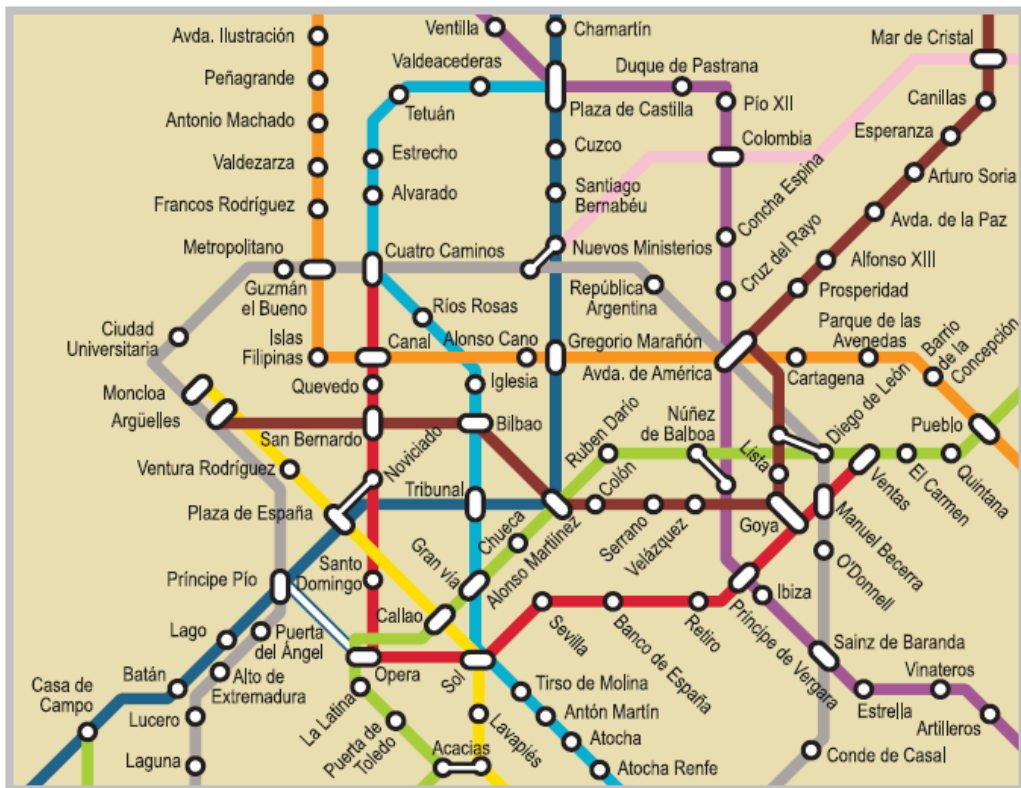 Ventilla
Chamartín
Avda. Ilustración
Mar de Cristal
Valdeacederas
Duque de Pastrana
Peñagrande
Canillas
Tetuán
Plaza de Castilla
Pío XII
Antonio Machado
Esperanza
Colombia
Cuzco
Estrecho
Valdezarza
Arturo Soria
Santiago
Bernabéu
Alvarado
Concha Espina
Francos Rodríguez
Avda. de la Paz
Metropolitano
Cuatro Caminos
Nuevos Ministerios
Cruz del Rayo
Alfonso XIII
Guzmán
el Bueno
República
Argentina
Prosperidad
Ríos Rosas
Ciudad
Universitaria
Islas
Filipinas
Canal
Alonso Cano
Gregorio Marañón
Parque de las
Avenedas
Barrio
de la
Concepción
Avda. de América
Cartagena
Moncloa
Quevedo
Iglesia
Diego de León
Argüelles
San Bernardo
Bilbao
Ruben Darío
Núñez
de Balboa
Pueblo
Ventura Rodríguez
Noviciado
Lista
Ventas
El Carmen
Quintana
Tribunal
Colón
Plaza de España
Chueca
Alonso Martiínez
Serrano
Velázquez
Goya
Manuel Becerra
Gran vía
O'Donnell
Príncipe Pío
Santo
Domingo
Callao
Ibiza
Lago
Puerta
del Ángel
Sevilla
Banco de España
Retiro
Príncipe de Vergara
Sainz de Baranda
Batán
Alto de
Extremadura
Opera
Sol
Vinateros
Casa de
Campo
Tirso de Molina
Estrella
Lucero
La Latina
Antón Martín
Artilleros
Puerta de
Toledo
Lavapiés
Laguna
Acacias
Atocha
Conde de Casal
Atocha Renfe